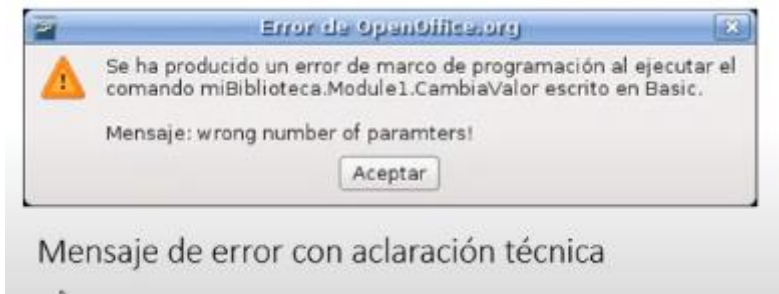 Error de OpenOffice.org
Se ha producido un error de marco de programación al ejecutar el
comando miBiblioteca.Module1.CambiaValor escrito en Basic.
Mensaje: wrong number of paramters!
Aceptar
Mensaje de error con aclaración técnica